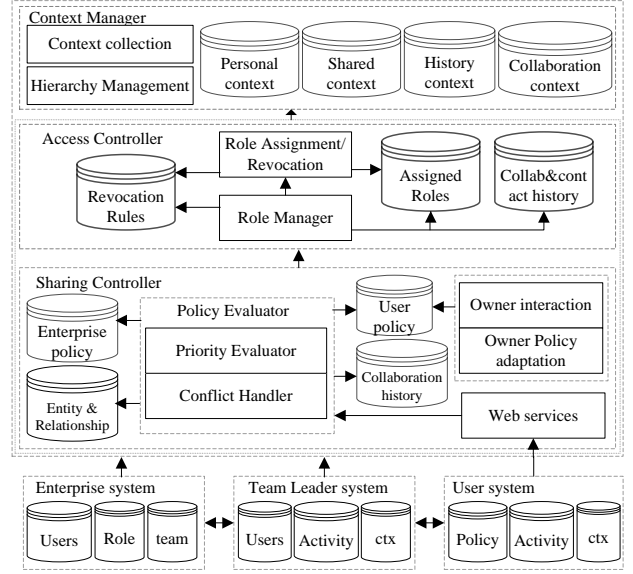 Context Manager
Context collection
Hierarchy Management
Personal
context
Shared
context
History
context
Collaboration
context
Access Controller
Role Assignment/
Revocation
Role Manager
Revocation
Rules
Assigned
Roles
Collab&cont
act history
Sharing Controller
Enterprise
policy
Entity &
Relationship
Policy Evaluator
Priority Evaluator
Conflict Handler
User
policy
Collaboration
history
Owner interaction
Owner Policy
adaptation
Web services
Enterprise system
Users
Role
team
Team Leader system
Users
Activity
ctx
User system
Policy
Activity
ctx